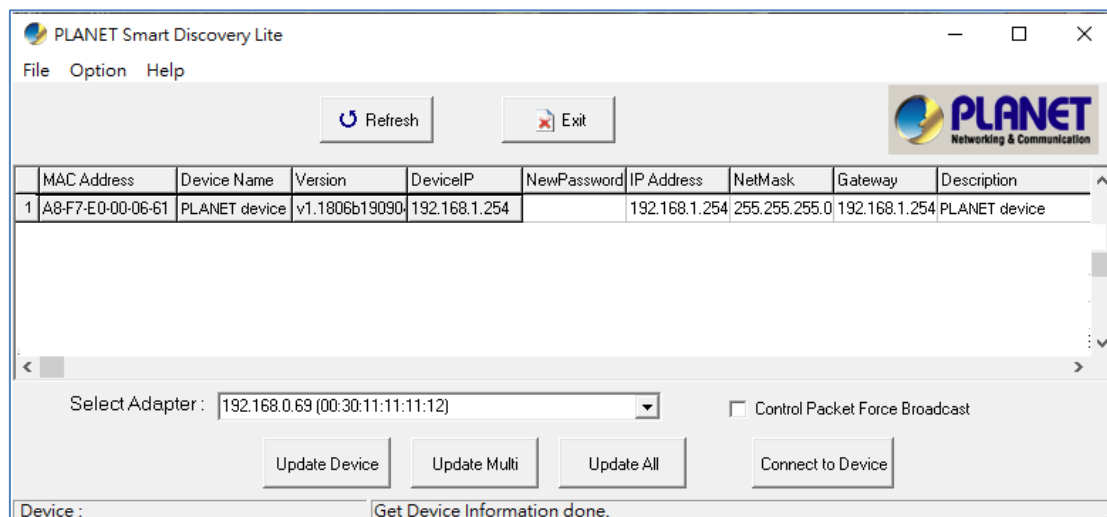 PLANET Smart Discovery Lite
File Option Help
Refresh Exit
PLANET
Networking & Communication
MAC Address Device Name Version DeviceIP NewPassword IP Address NetMask Gateway Description
1 A8-F7-E0-00-06-61 PLANET device v1.1806b19090 192.168.1.254 192.168.1.254 255.255.255.0 192.168.1.254 PLANET device
Select Adapter : 192.168.0.69 (00:30:11:11:11:12) Control Packet Force Broadcast
Update Device Update Multi Update All Connect to Device
Device : Get Device Information done.